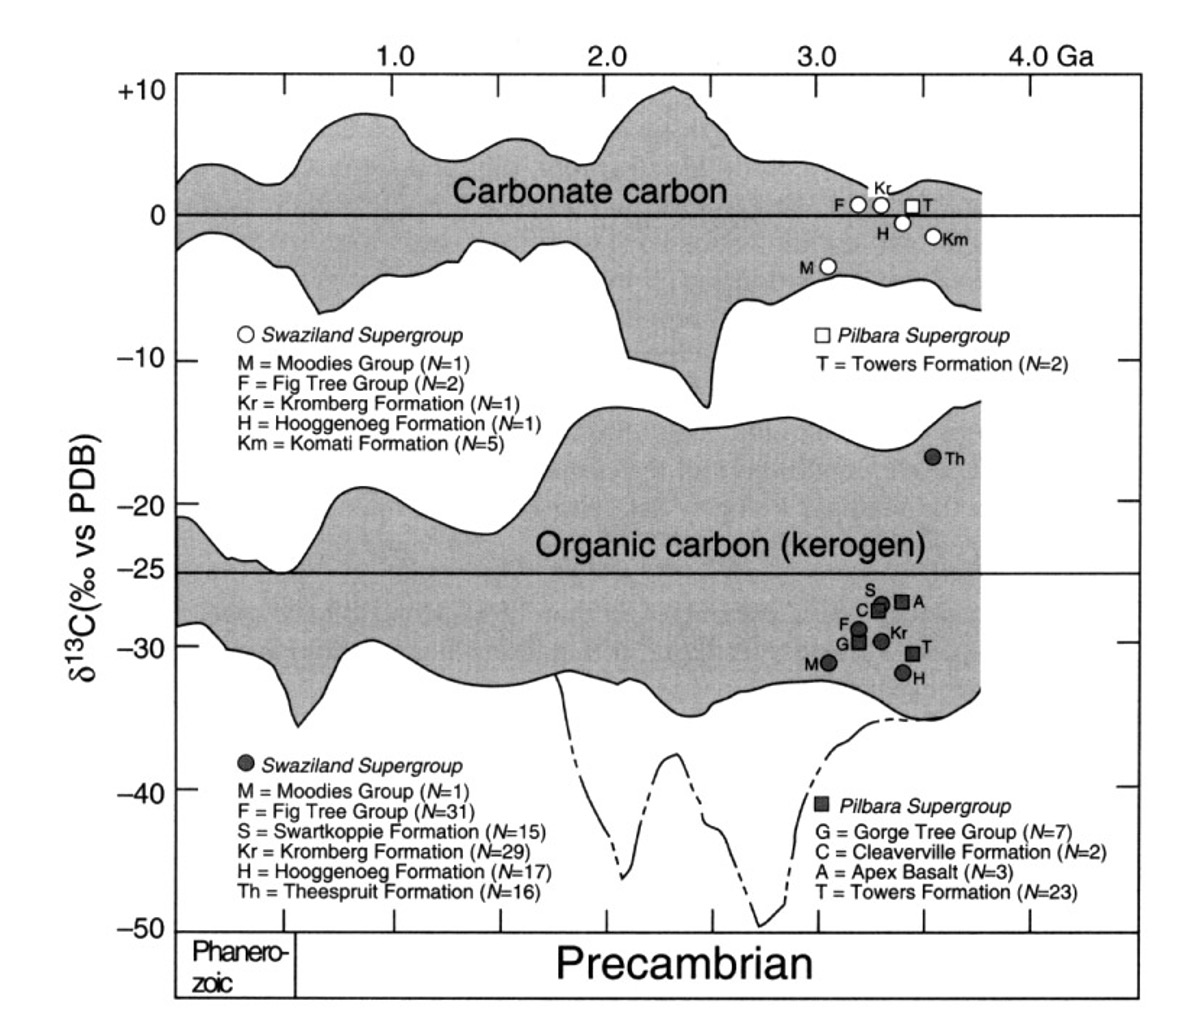 1.0 2.0 3.0 4.0 Ga
+10
Carbonate carbon
Kr
F T
0
H Km
M
Swaziland Supergroup
M = Moodies Group (N=1)
F = Fig Tree Group (N=2)
Kr = Kromberg Formation (N=1)
H = Hooggenoeg Formation (N=1)
Km = Komati Formation (N=5)
Pilbara Supergroup
T = Towers Formation (N=2)
−10
δ13C(‰ vs PDB)
Th
−20
Organic carbon (kerogen)
−25
S A
C
F Kr
G T
−30
M H
Swaziland Supergroup
M = Moodies Group (N=1)
F = Fig Tree Group (N=31)
S = Swartkoppie Formation (N=15)
Kr = Kromberg Formation (N=29)
H = Hooggenoeg Formation (N=17)
Th = Theespruit Formation (N=16)
−40
Pilbara Supergroup
G = Gorge Tree Group (N=7)
C = Cleaverville Formation (N=2)
A = Apex Basalt (N=3)
T = Towers Formation (N=23)
−50
Phanero-
zoic
Precambrian